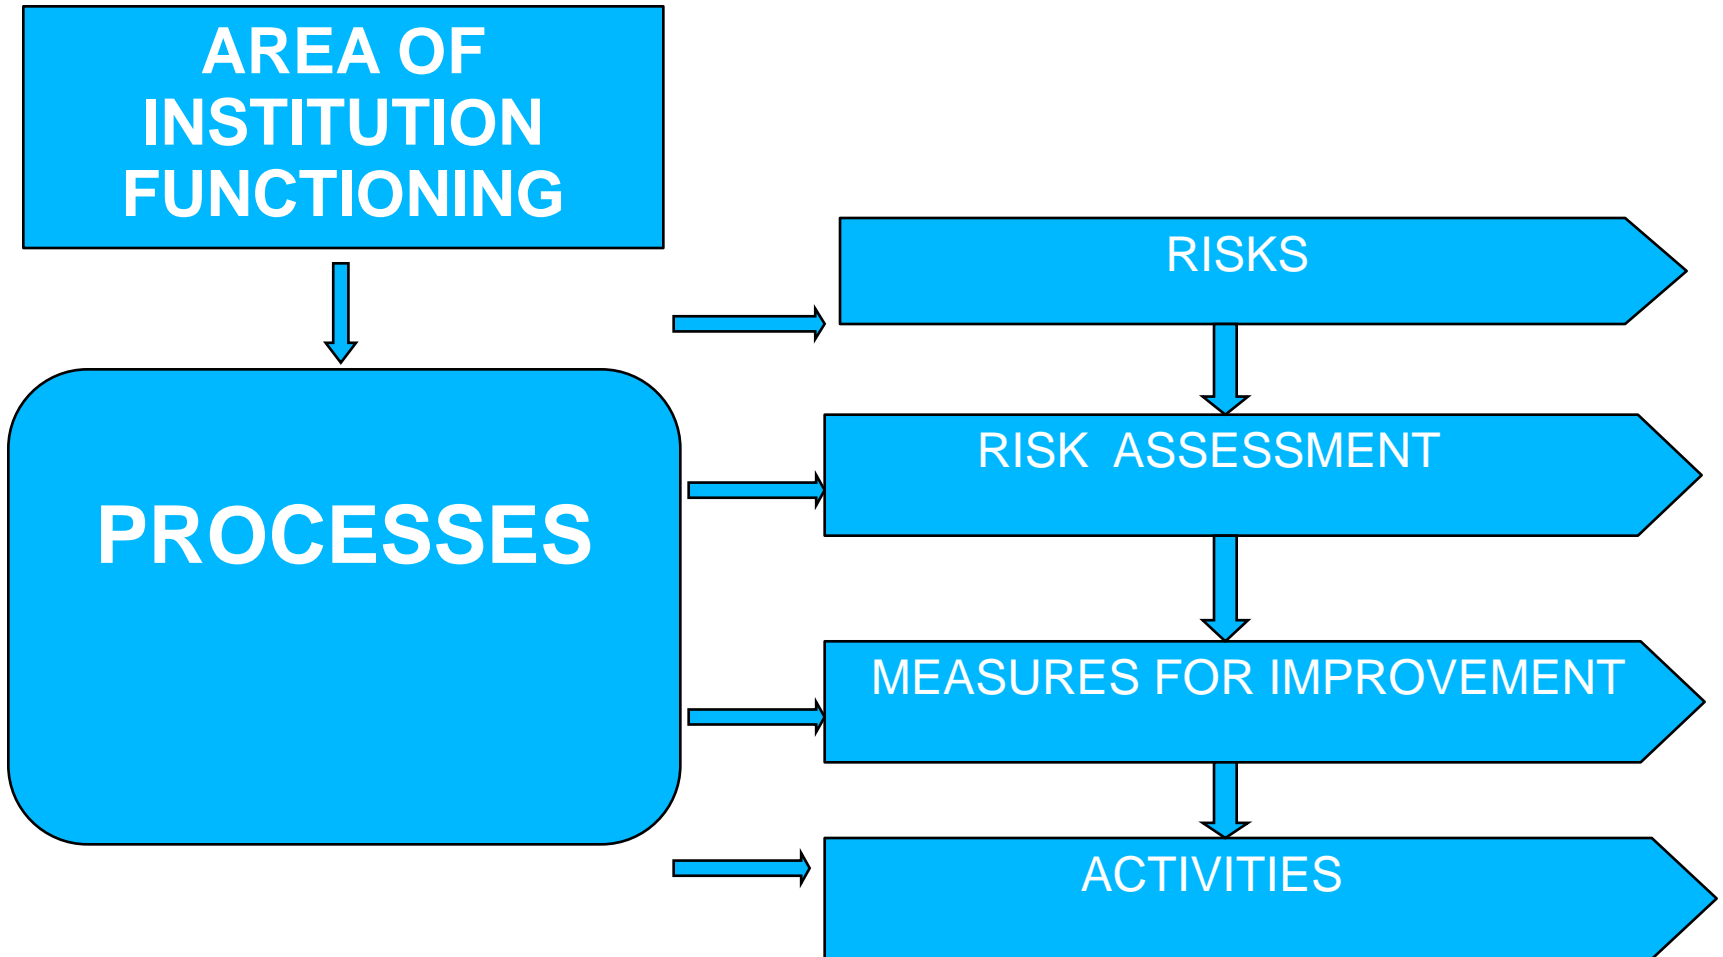 AREA OF
INSTITUTION
FUNCTIONING
RISKS
RISK  ASSESSMENT
PROCESSES
MEASURES FOR IMPROVEMENT
ACTIVITIES